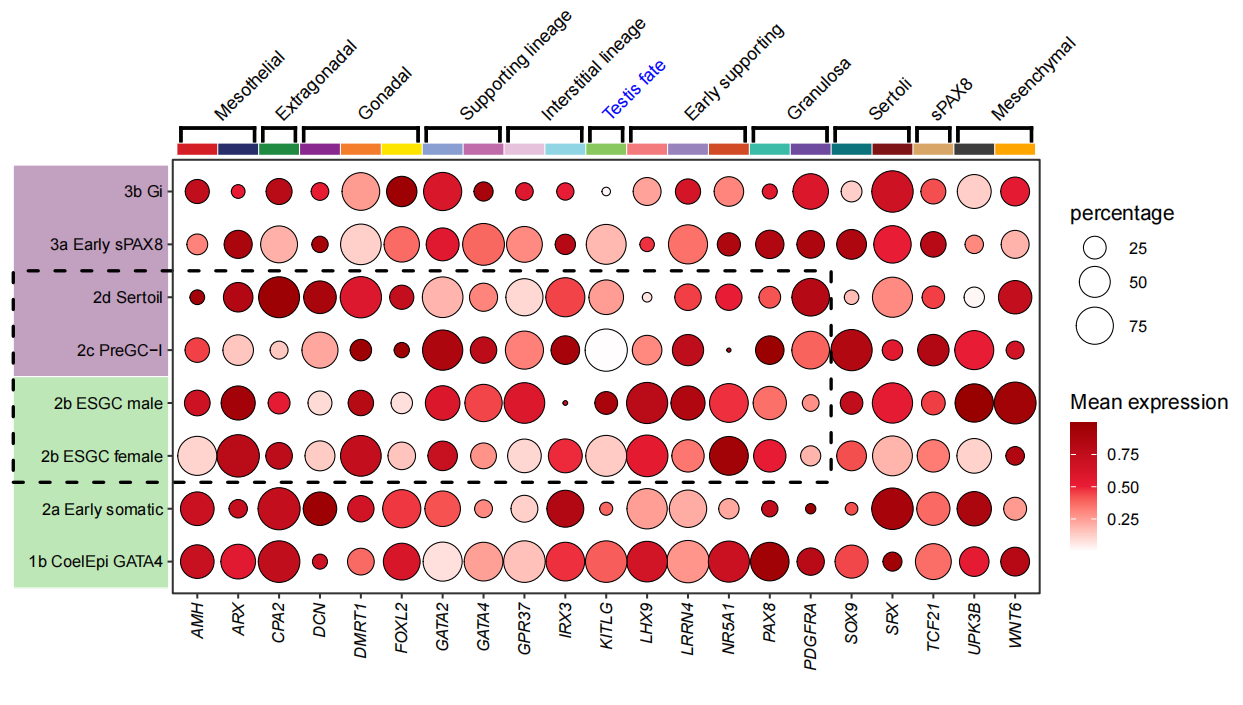 Mesothelial
Extragonadal
Gonadal
Supporting lineage
Interstitial lineage
Testis fate
Early supporting
Granulosa
Sertoli
sPAX8
Mesenchymal
3b Gi
3a Early sPAX8
2d Sertoil
2c PreGC−I
2b ESGC male
2b ESGC female
2a Early somatic
1b CoelEpi GATA4
AMH
ARX
CPA2
DCN
DMRT1
FOXL2
GATA2
GATA4
GPR37
IRX3
KITLG
LHX9
LRRN4
NR5A1
PAX8
PDGFRA
SOX9
SRX
TCF21
UPK3B
WNT6
percentage
25
50
75
Mean expression
0.75
0.50
0.25